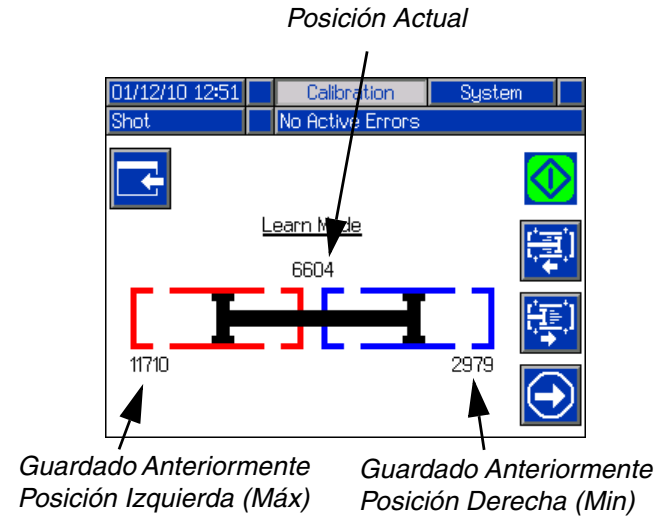 Posición Actual
01/12/10 12:51 Calibration System
Shot No Active Errors
Learn Mode
6604
11710 2979
Guardado Anteriormente
Posición Izquierda (Máx)
Guardado Anteriormente
Posición Derecha (Min)